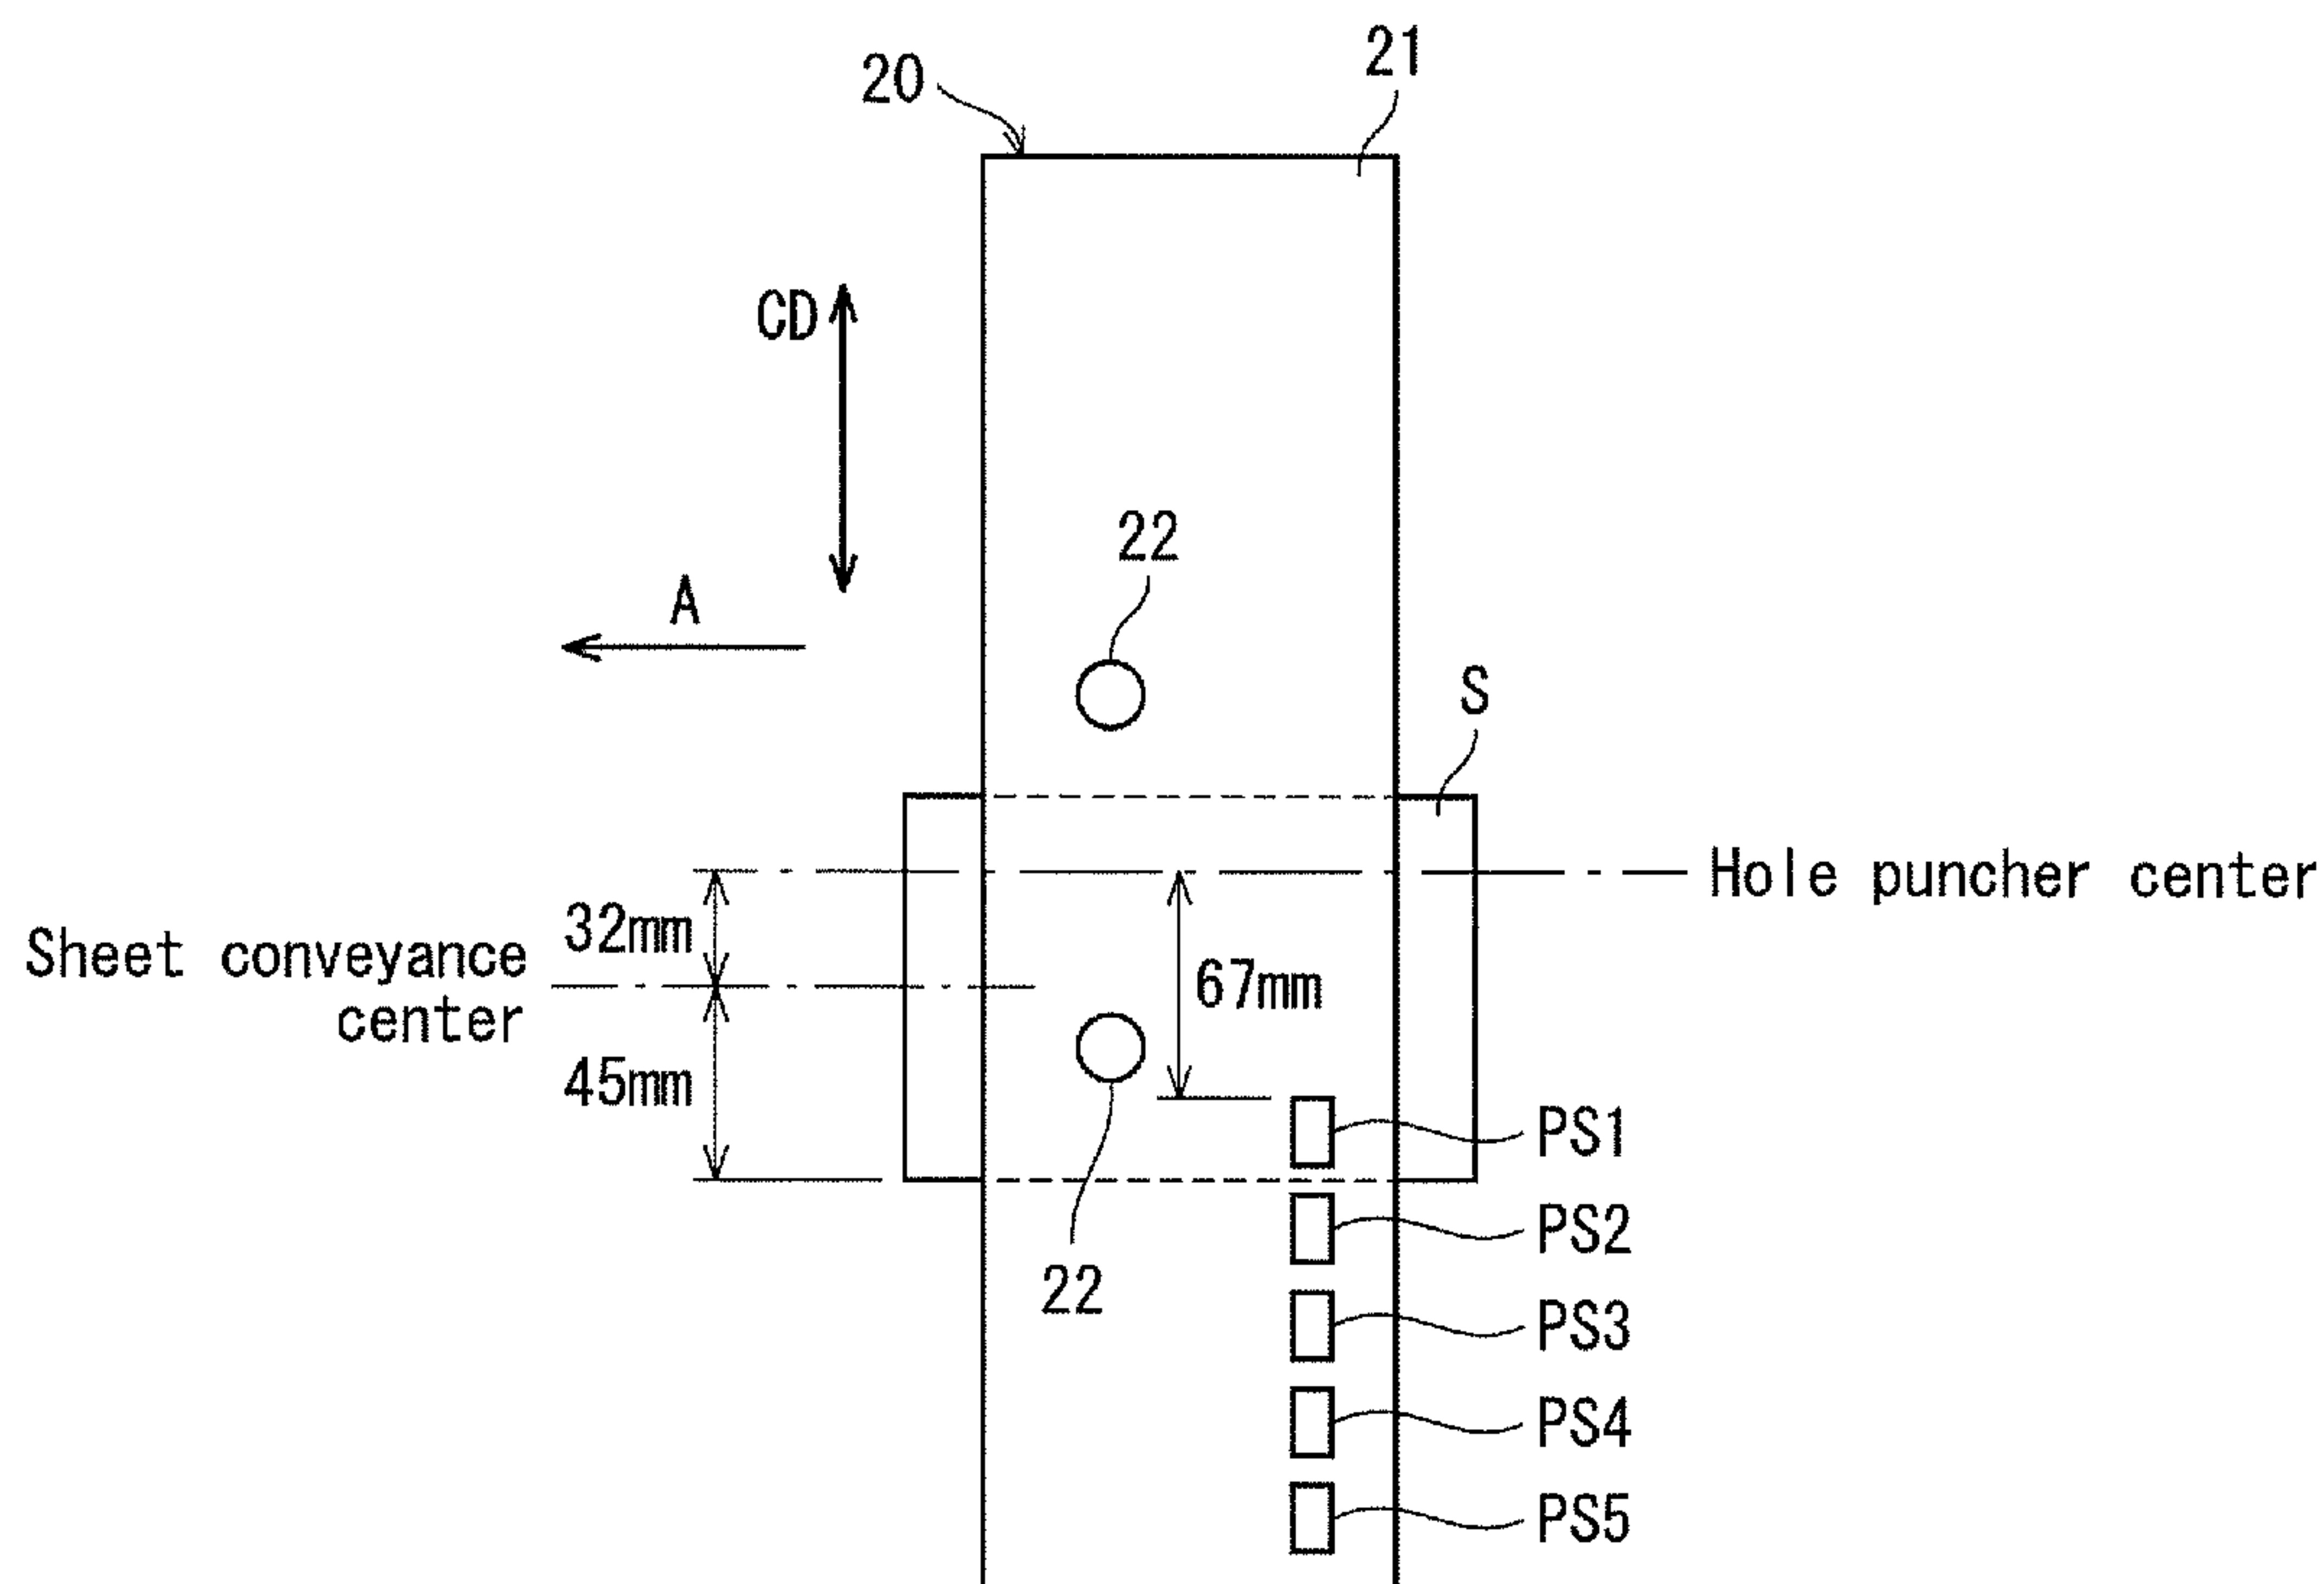 21
20
CD
22
A
S
Hole puncher center
32mm
Sheet conveyance
center
67mm
45mm
PS1
PS2
22
PS3
PS4
PS5